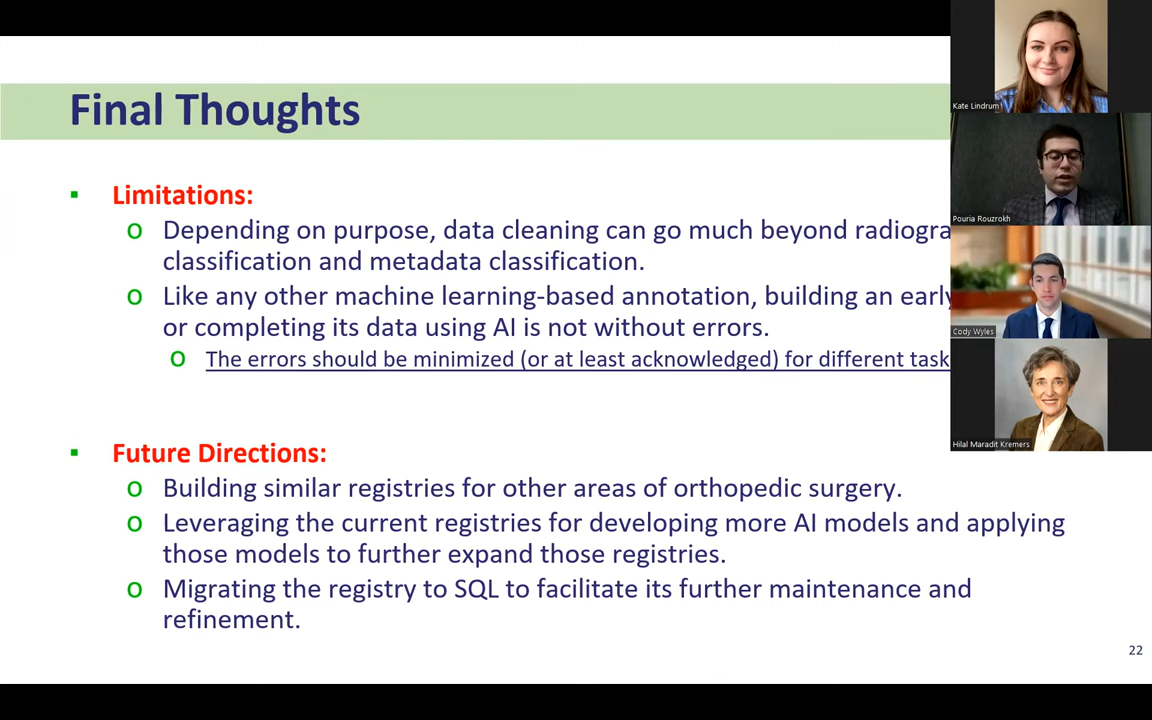 Final Thoughts
Limitations:
Depending on purpose, data cleaning can go much beyond radiogra
classification and metadata classification.
Like any other machine learning-based annotation, building an early
or completing its data using AI is not without errors.
The errors should be minimized (or at least acknowledged) for different task
Future Directions:
Building similar registries for other areas of orthopedic surgery.
Leveraging the current registries for developing more AI models and applying
those models to further expand those registries.
Migrating the registry to SQL to facilitate its further maintenance and
refinement.
22
Kate Lindrum
Pouria Rouzrokh
Cody Wyles
Hilal Maradit Kremers